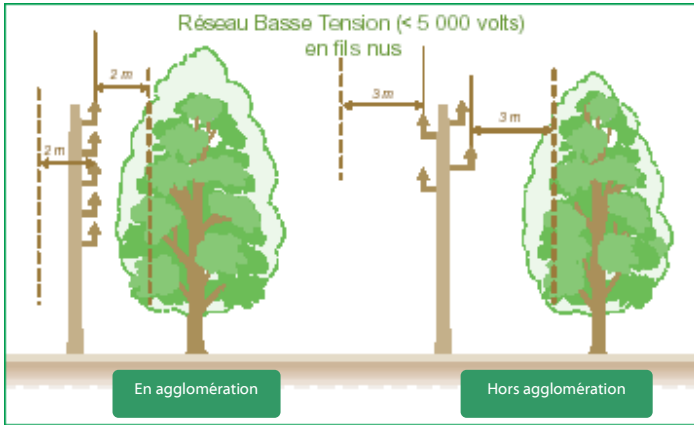 Réseau Basse Tension (< 5 000 volts)
en fils nus
2 m
2 m
3 m
3 m
En agglomération
Hors agglomération